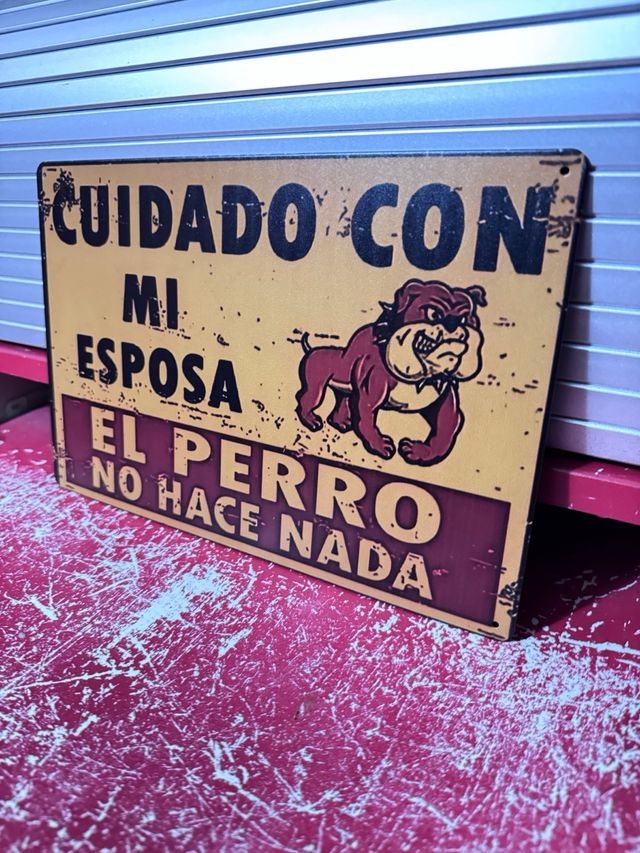 CUIDADO CON
MI
ESPOSA
EL PERRO
NO HACE NADA